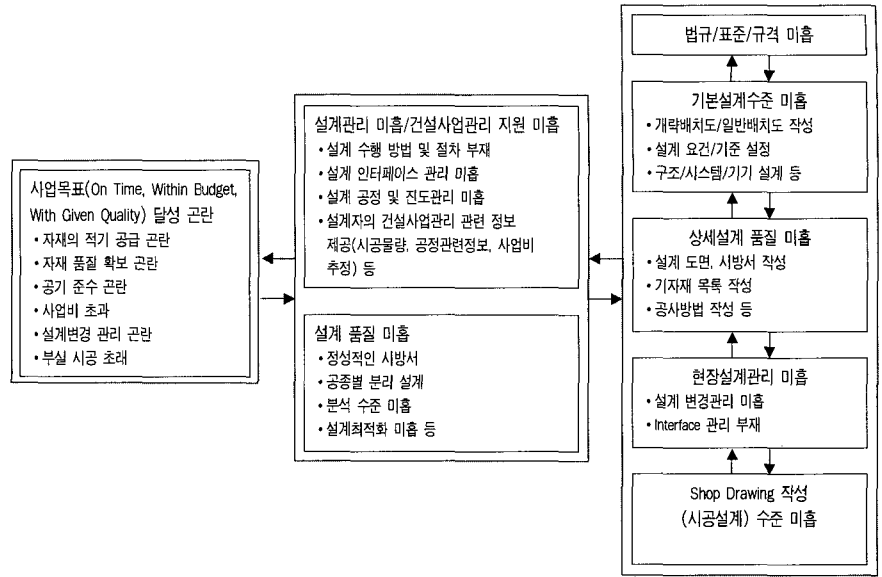 사업목표(On Time, Within Budget,
With Given Quality) 달성 곤란
• 자재의 적기 공급 곤란
• 자재 품질 확보 곤란
• 공기 준수 곤란
• 사업비 초과
• 설계변경 관리 곤란
• 부실 시공 초래
설계관리 미흡/건설사업관리 지원 미흡
• 설계 수행 방법 및 절차 부재
• 설계 인터페이스 관리 미흡
• 설계 공정 및 진도관리 미흡
• 설계자의 건설사업관리 관련 정보
제공(시공물량, 공정관련정보, 사업비
추정) 등
설계 품질 미흡
• 정성적인 시방서
• 공종별 분리 설계
• 분석 수준 미흡
• 설계최적화 미흡 등
법규/표준/규격 미흡
기본설계수준 미흡
• 개략배치도/일반배치도 작성
• 설계 요건/기준 설정
• 구조/시스템/기기 설계 등
상세설계 품질 미흡
• 설계 도면, 시방서 작성
• 기자재 목록 작성
• 공사방법 작성 등
현장설계관리 미흡
• 설계 변경관리 미흡
• Interface 관리 부재
Shop Drawing 작성
(시공설계) 수준 미흡